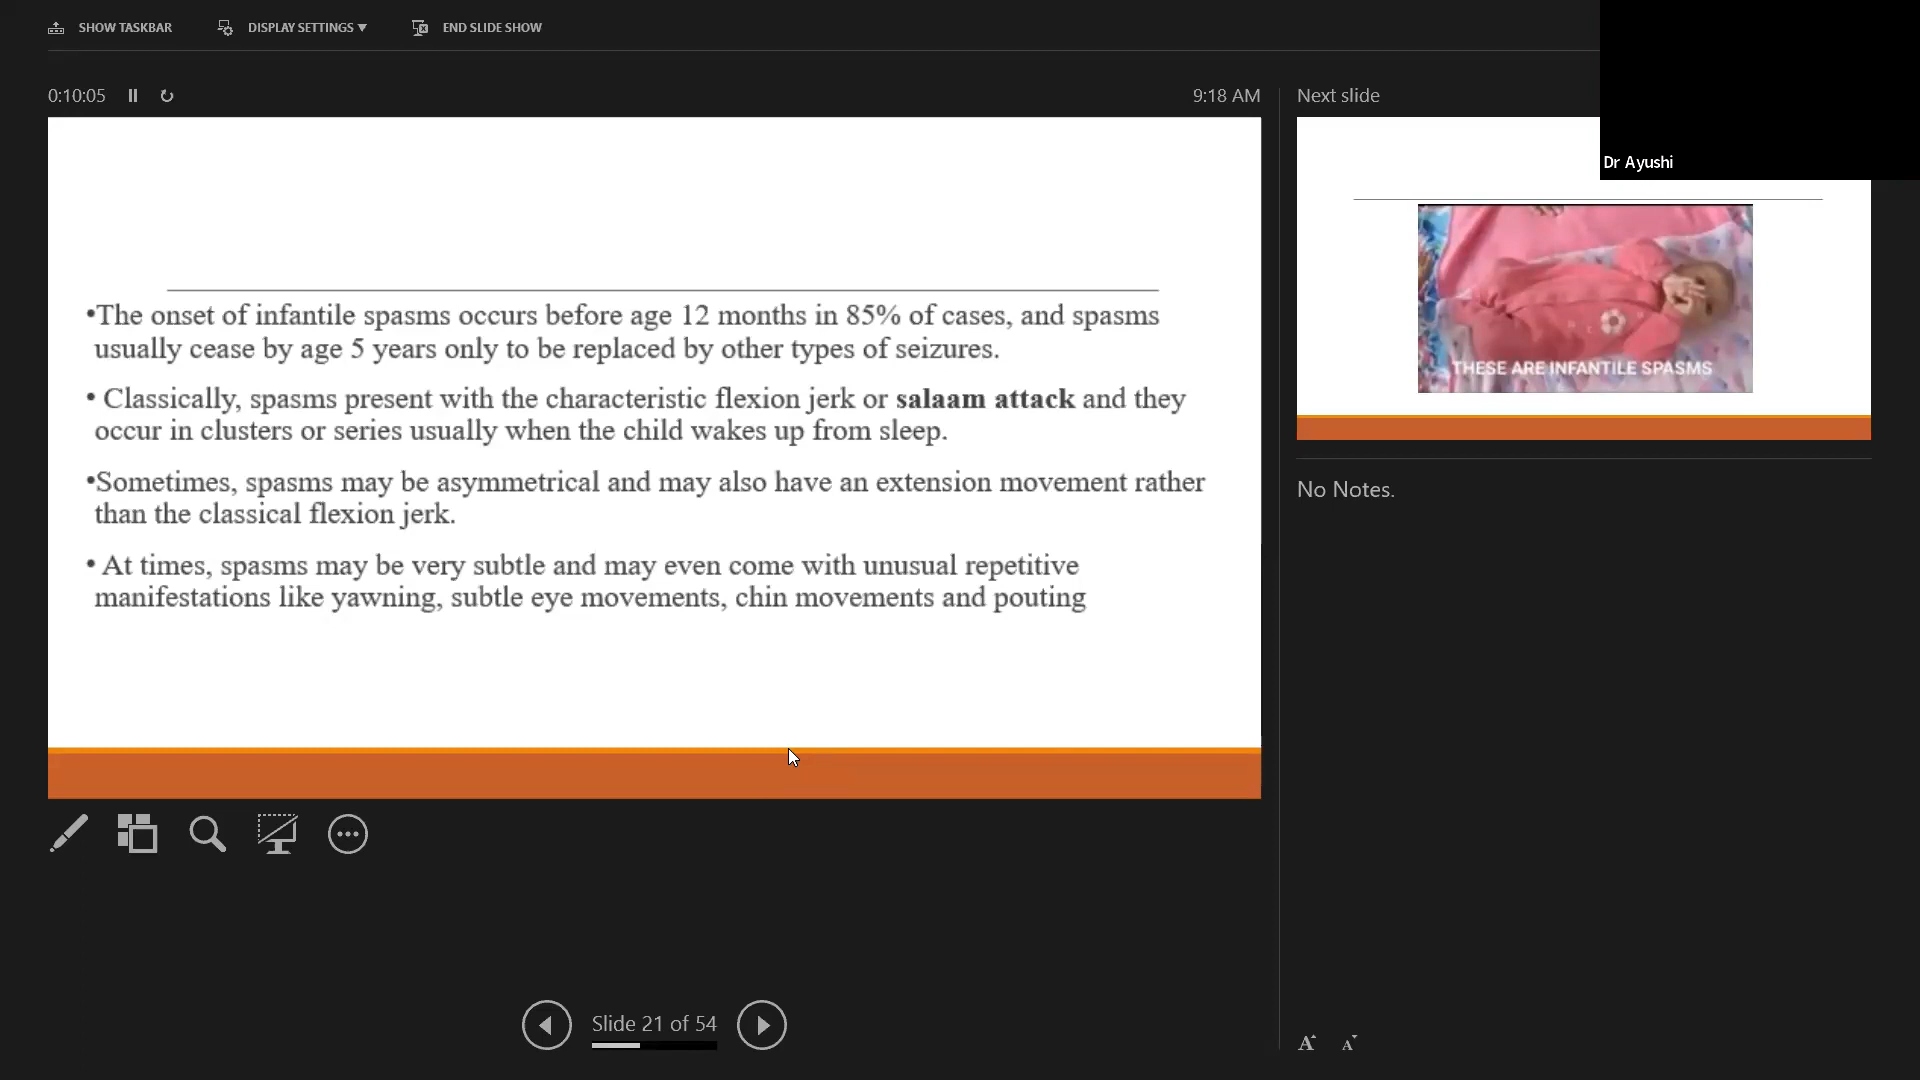 SHOW TASKBAR DISPLAY SETTINGS ▼ END SLIDE SHOW
0:10:05 9:18 AM Next slide
Dr Ayushi
•The onset of infantile spasms occurs before age 12 months in 85% of cases, and spasms
usually cease by age 5 years only to be replaced by other types of seizures.
• Classically, spasms present with the characteristic flexion jerk or salaam attack and they
occur in clusters or series usually when the child wakes up from sleep.
•Sometimes, spasms may be asymmetrical and may also have an extension movement rather
than the classical flexion jerk.
• At times, spasms may be very subtle and may even come with unusual repetitive
manifestations like yawning, subtle eye movements, chin movements and pouting
THESE ARE INFANTILE SPASMS
No Notes.
Slide 21 of 54
A A